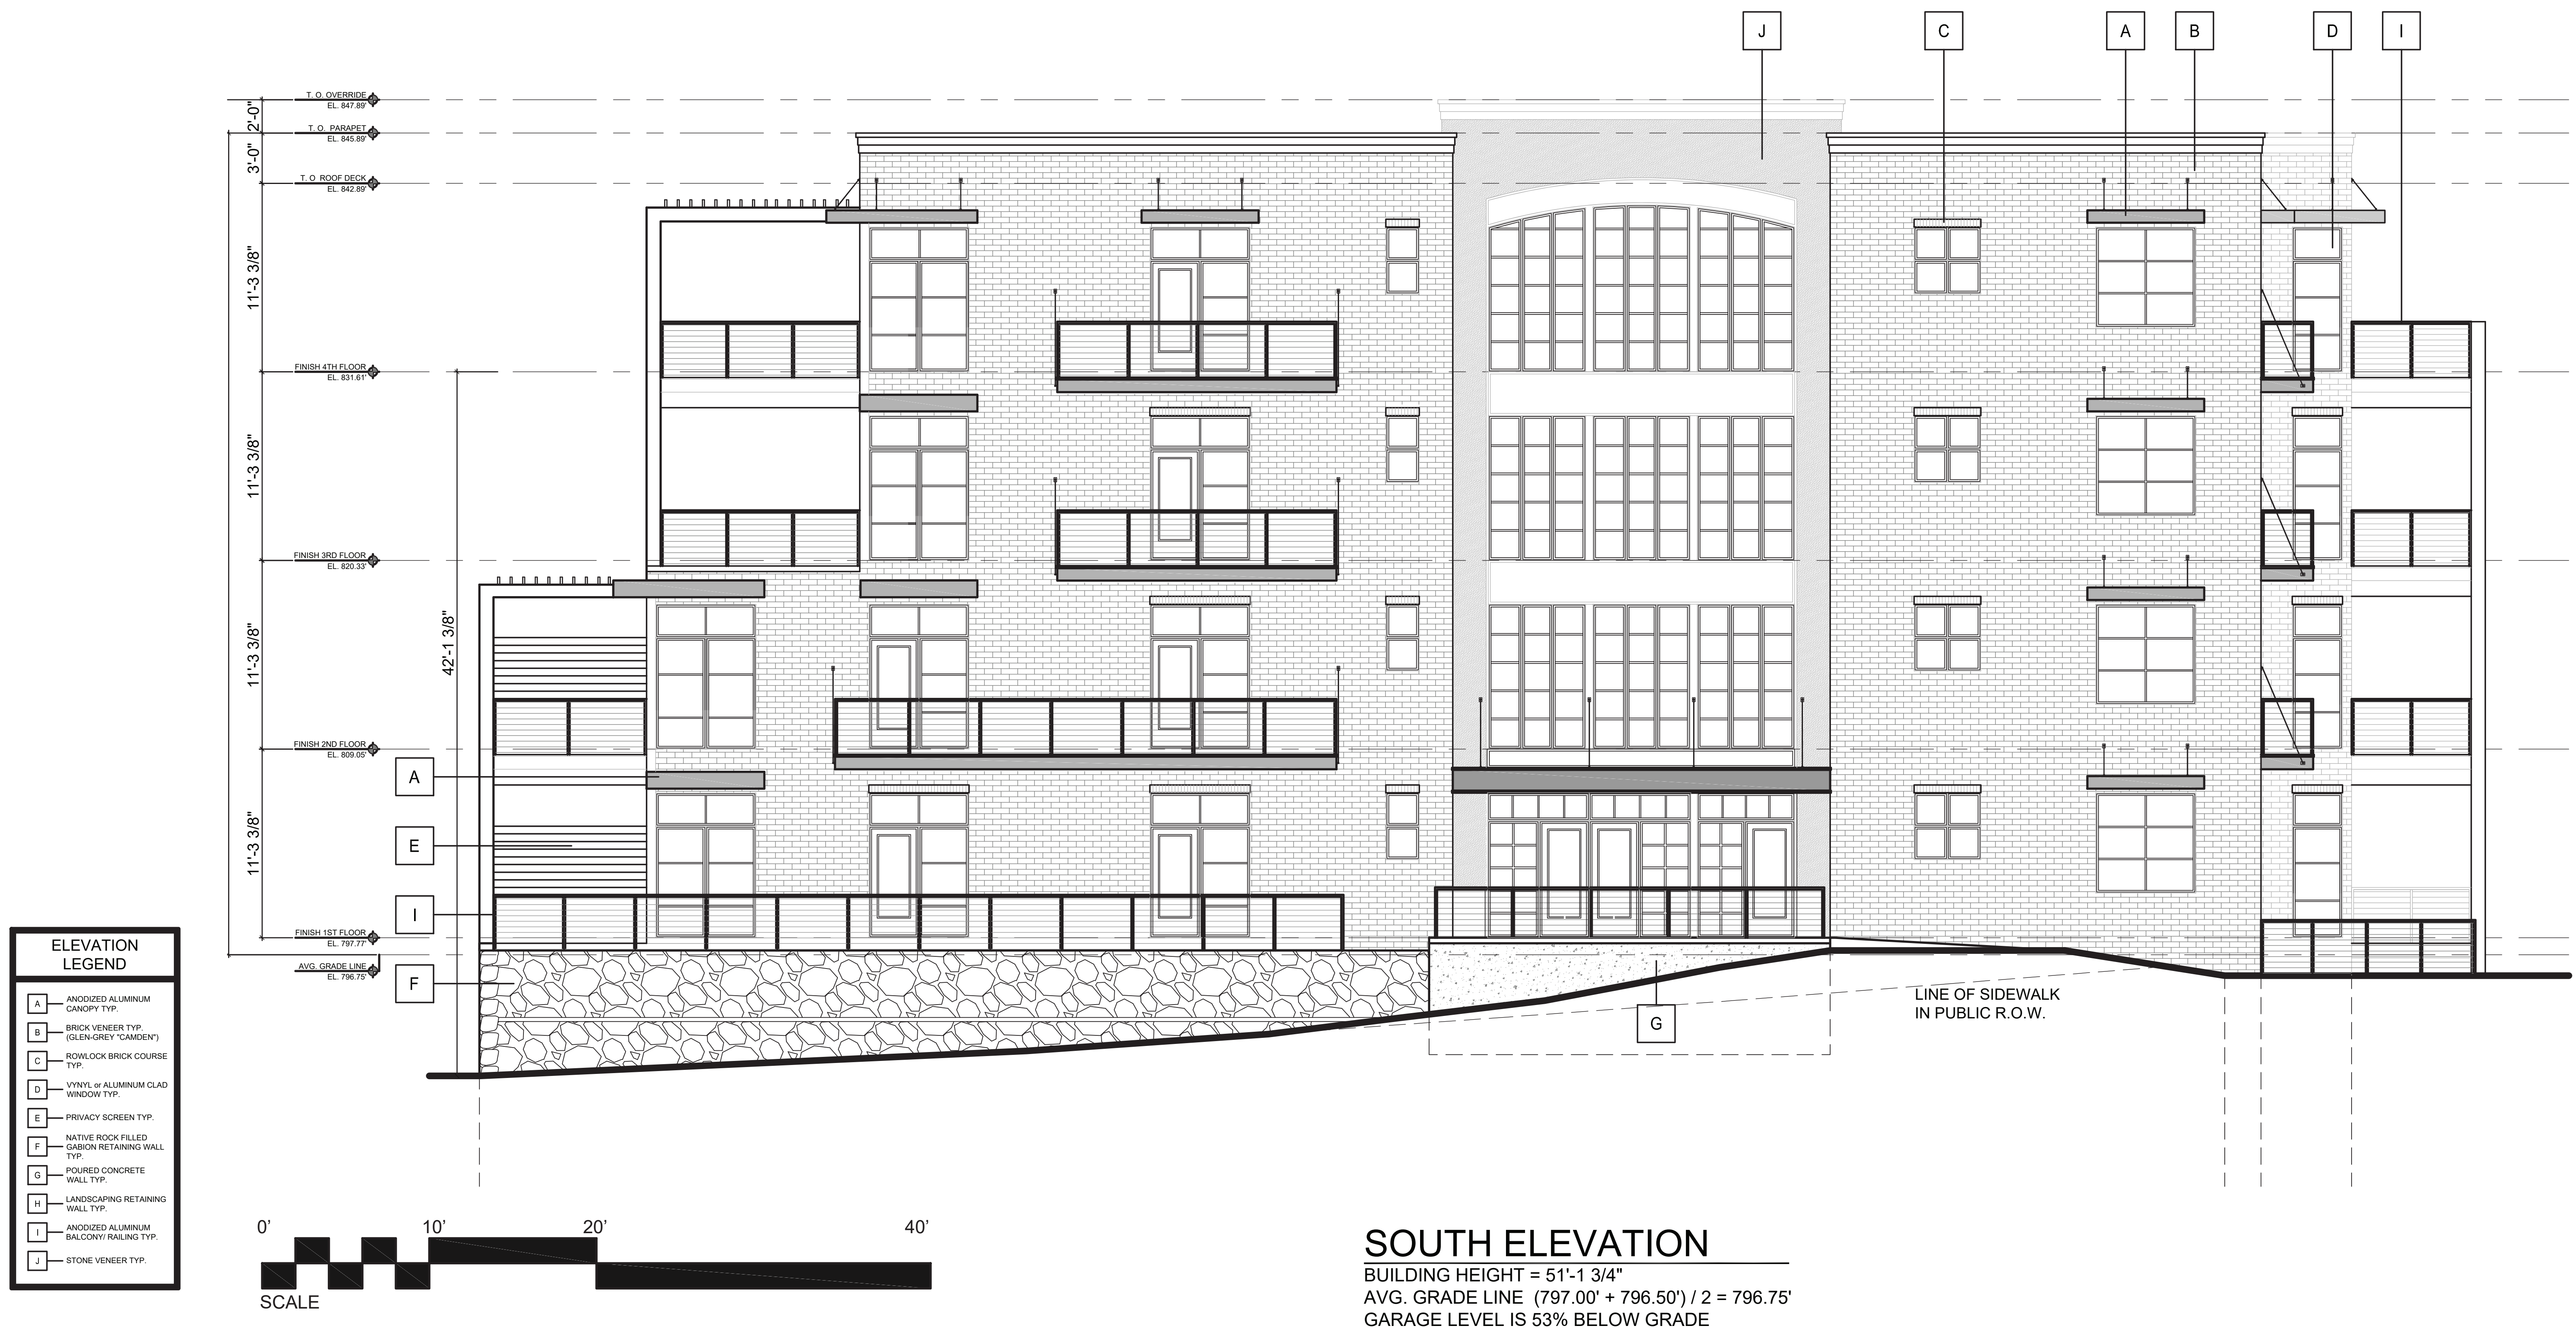 J
C
A
B
D
I
T. O. OVERRIDE
EL. 847.89'
2'-0"
T. O. PARAPET
EL. 845.89'
3'-0"
T. O ROOF DECK
EL. 842.89'
11'-3 3/8"
FINISH 4TH FLOOR
EL. 831.61'
11'-3 3/8"
FINISH 3RD FLOOR
EL. 820.33'
11'-3 3/8"
42'-1 3/8"
FINISH 2ND FLOOR
EL. 809.05'
11'-3 3/8"
FINISH 1ST FLOOR
EL. 797.77'
AVG. GRADE LINE
EL. 796.75'
A
E
I
F
G
LINE OF SIDEWALK
IN PUBLIC R.O.W.
ELEVATION
LEGEND
A ANODIZED ALUMINUM
CANOPY TYP.
B BRICK VENEER TYP.
(GLEN-GREY "CAMDEN")
C ROWLOCK BRICK COURSE
TYP.
D VYNYL or ALUMINUM CLAD
WINDOW TYP.
E PRIVACY SCREEN TYP.
F NATIVE ROCK FILLED
GABION RETAINING WALL
TYP.
G POURED CONCRETE
WALL TYP.
H LANDSCAPING RETAINING
WALL TYP.
I ANODIZED ALUMINUM
BALCONY/ RAILING TYP.
J STONE VENEER TYP.
0’ 10’ 20’ 40’
SCALE
SOUTH ELEVATION
BUILDING HEIGHT = 51'-1 3/4"
AVG. GRADE LINE (797.00' + 796.50') / 2 = 796.75'
GARAGE LEVEL IS 53% BELOW GRADE